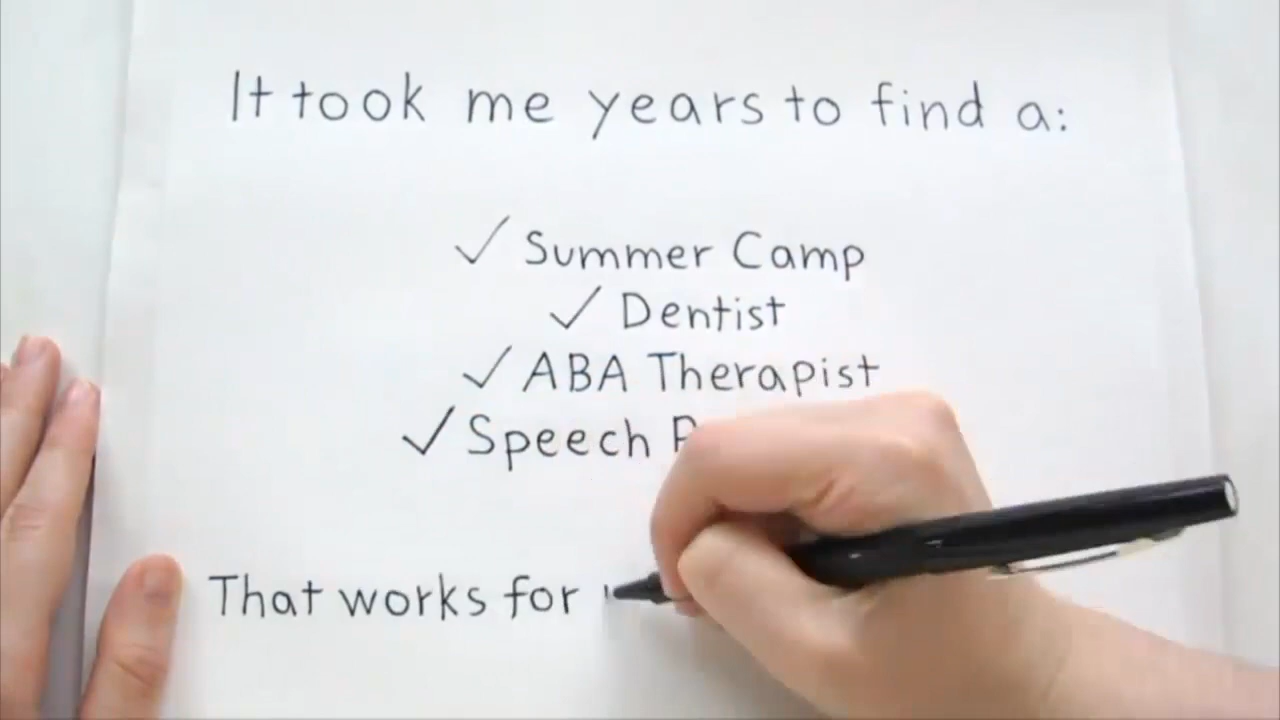 It took me years to find a:
✓ Summer Camp
✓ Dentist
✓ ABA Therapist
✓ Speech
That works for